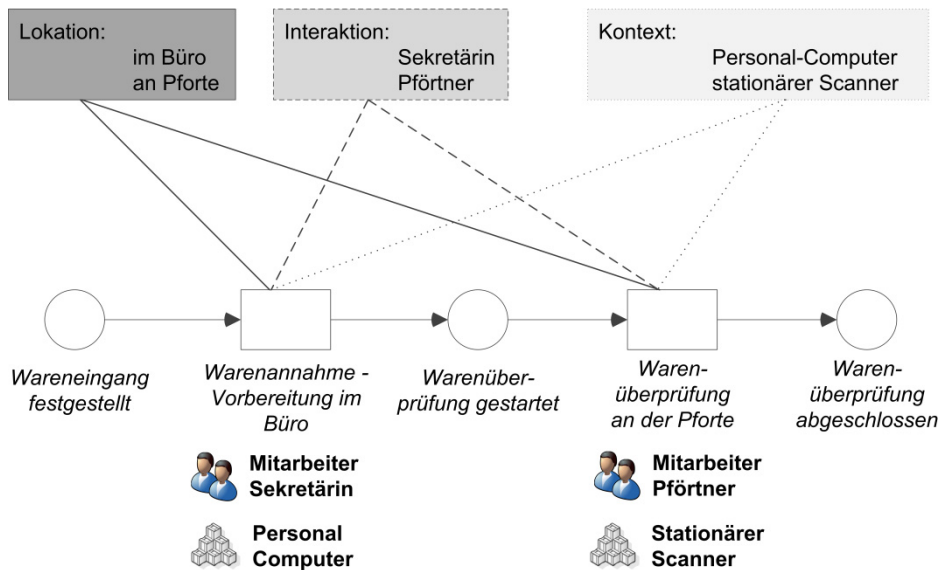 Lokation:
im Büro
an Pforte
Interaktion:
Sekretärin
Pförtner
Kontext:
Personal-Computer
stationärer Scanner
Wareneingang
festgestellt
Warenannahme -
Vorbereitung im
Büro
Warenüber-
prüfung gestartet
Waren-
überprüfung
an der Pforte
Waren-
überprüfung
abgeschlossen
Mitarbeiter
Sekretärin
Mitarbeiter
Pförtner
Personal
Computer
Stationärer
Scanner